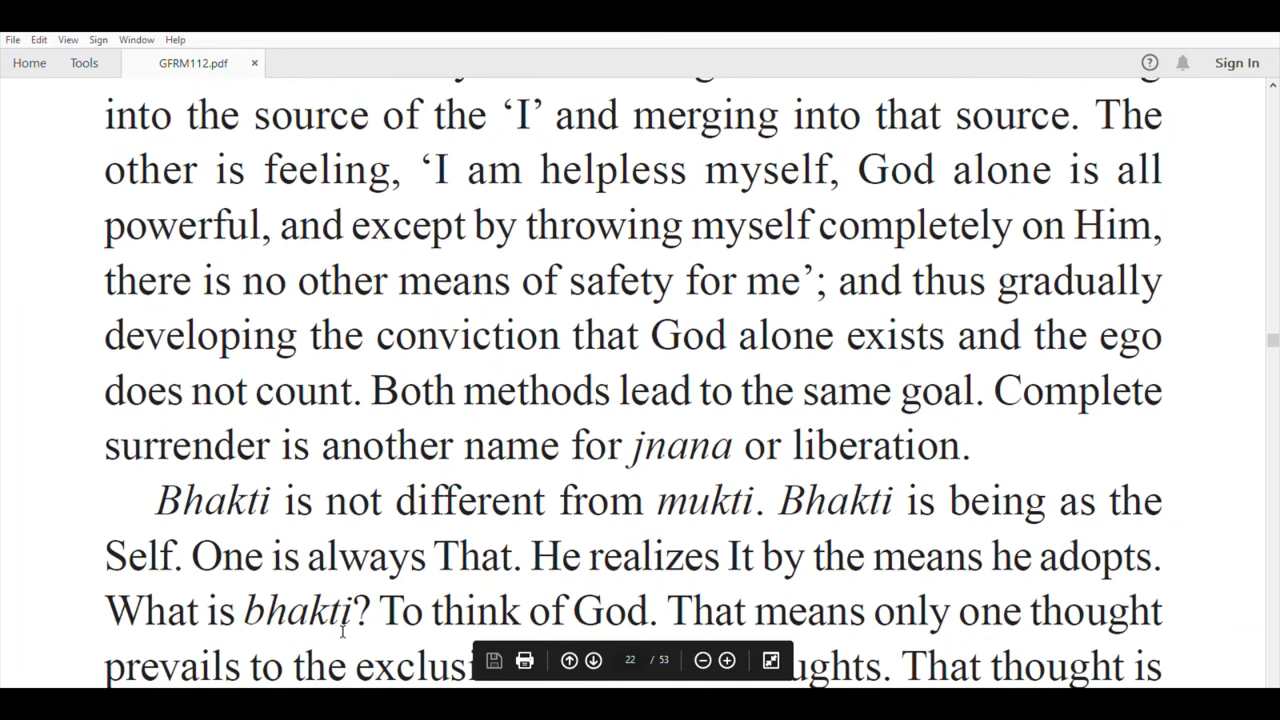 File Edit View Sign Window Help
Home Tools GFRM112.pdf × ? Sign In
into the source of the ‘I’ and merging into that source. The
other is feeling, ‘I am helpless myself, God alone is all
powerful, and except by throwing myself completely on Him,
there is no other means of safety for me’; and thus gradually
developing the conviction that God alone exists and the ego
does not count. Both methods lead to the same goal. Complete
surrender is another name for jnana or liberation.
Bhakti is not different from mukti. Bhakti is being as the
Self. One is always That. He realizes It by the means he adopts.
What is bhakti? To think of God. That means only one thought
prevails to the That thought is
22 / 53